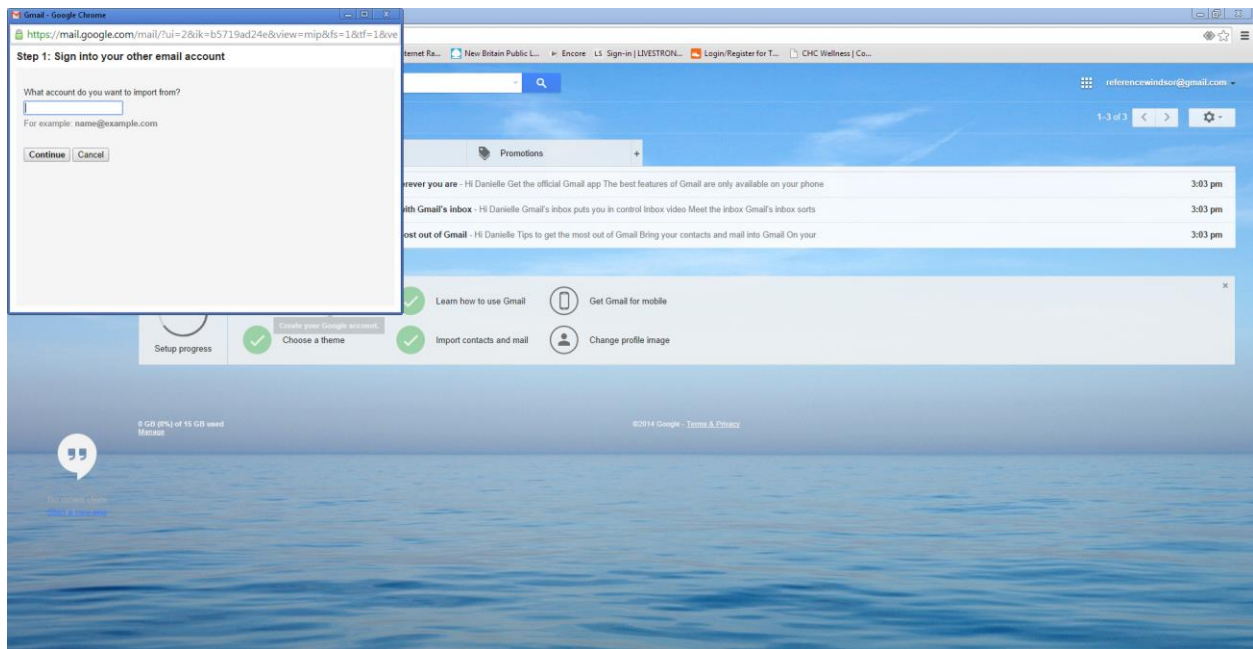 Gmail - Google Chrome
https://mail.google.com/mail/?ui=2&ik=b5719ad24e&view=mip&fs=1&tf=1&ve
Step 1: Sign into your other email account
What account do you want to import from?
For example: name@example.com
Continue Cancel
ternet Ra... New Britain Public L... Encore LS Sign-in | LIVESTRON... Login/Register for T... CHC Wellness | Co...
referencewindsor@gmail.com
1-3 of 3
Promotions +
erever you are - Hi Danielle Get the official Gmail app The best features of Gmail are only available on your phone 3:03 pm
with Gmail's inbox - Hi Danielle Gmail's inbox puts you in control Inbox video Meet the inbox Gmail's inbox sorts 3:03 pm
ost out of Gmail - Hi Danielle Tips to get the most out of Gmail Bring your contacts and mail into Gmail On your 3:03 pm
Learn how to use Gmail Get Gmail for mobile
Create your Google account.
Setup progress Choose a theme Import contacts and mail Change profile image
0 GB (0%) of 15 GB used
Manage
©2014 Google - Terms & Privacy